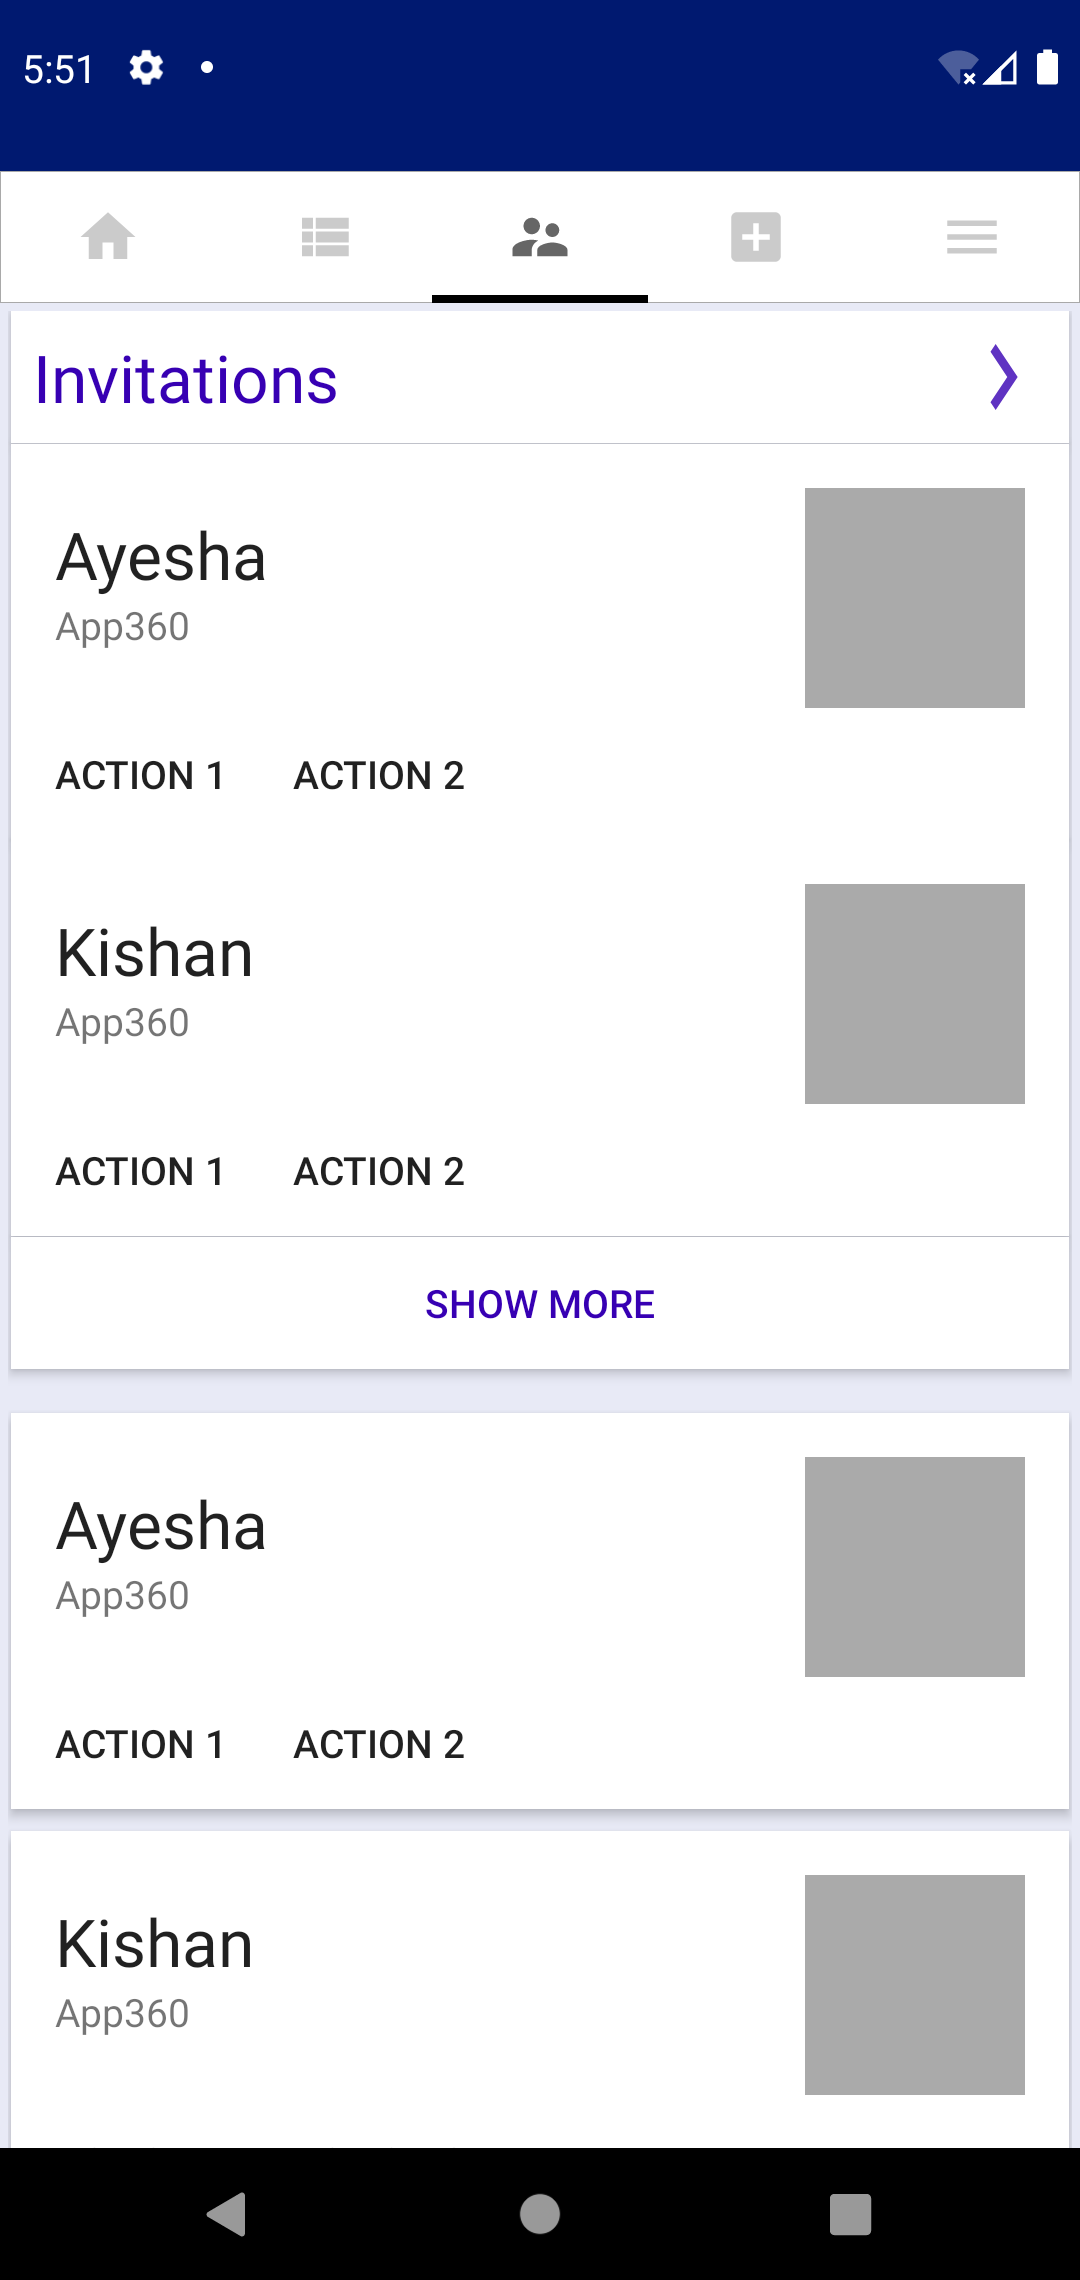 5:51
Invitations
Ayesha
App360
ACTION 1 ACTION 2
Kishan
App360
ACTION 1 ACTION 2
SHOW MORE
Ayesha
App360
ACTION 1 ACTION 2
Kishan
App360